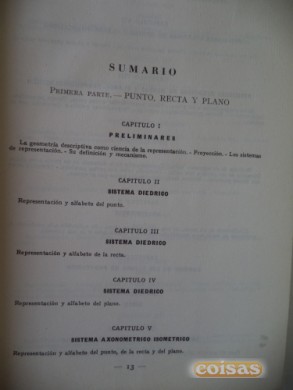 SUMARIO
PRIMERA PARTE. — PUNTO, RECTA Y PLANO
CAPITULO I
PRELIMINARES
La geometría descriptiva como ciencia de la representación. - Proyección. - Los sistemas
de representación. - Su definición y mecanismo.
CAPITULO II
SISTEMA DIEDRICO
Representación y alfabeto del punto.
CAPITULO III
SISTEMA DIEDRICO
Representación y alfabeto de la recta.
CAPITULO IV
SISTEMA DIEDRICO
Representación y alfabeto del plano.
CAPITULO V
SISTEMA AXONOMETRICO ISOMETRICO
Representación y alfabeto del punto, de la recta y del plano.
— 13 —
coisas